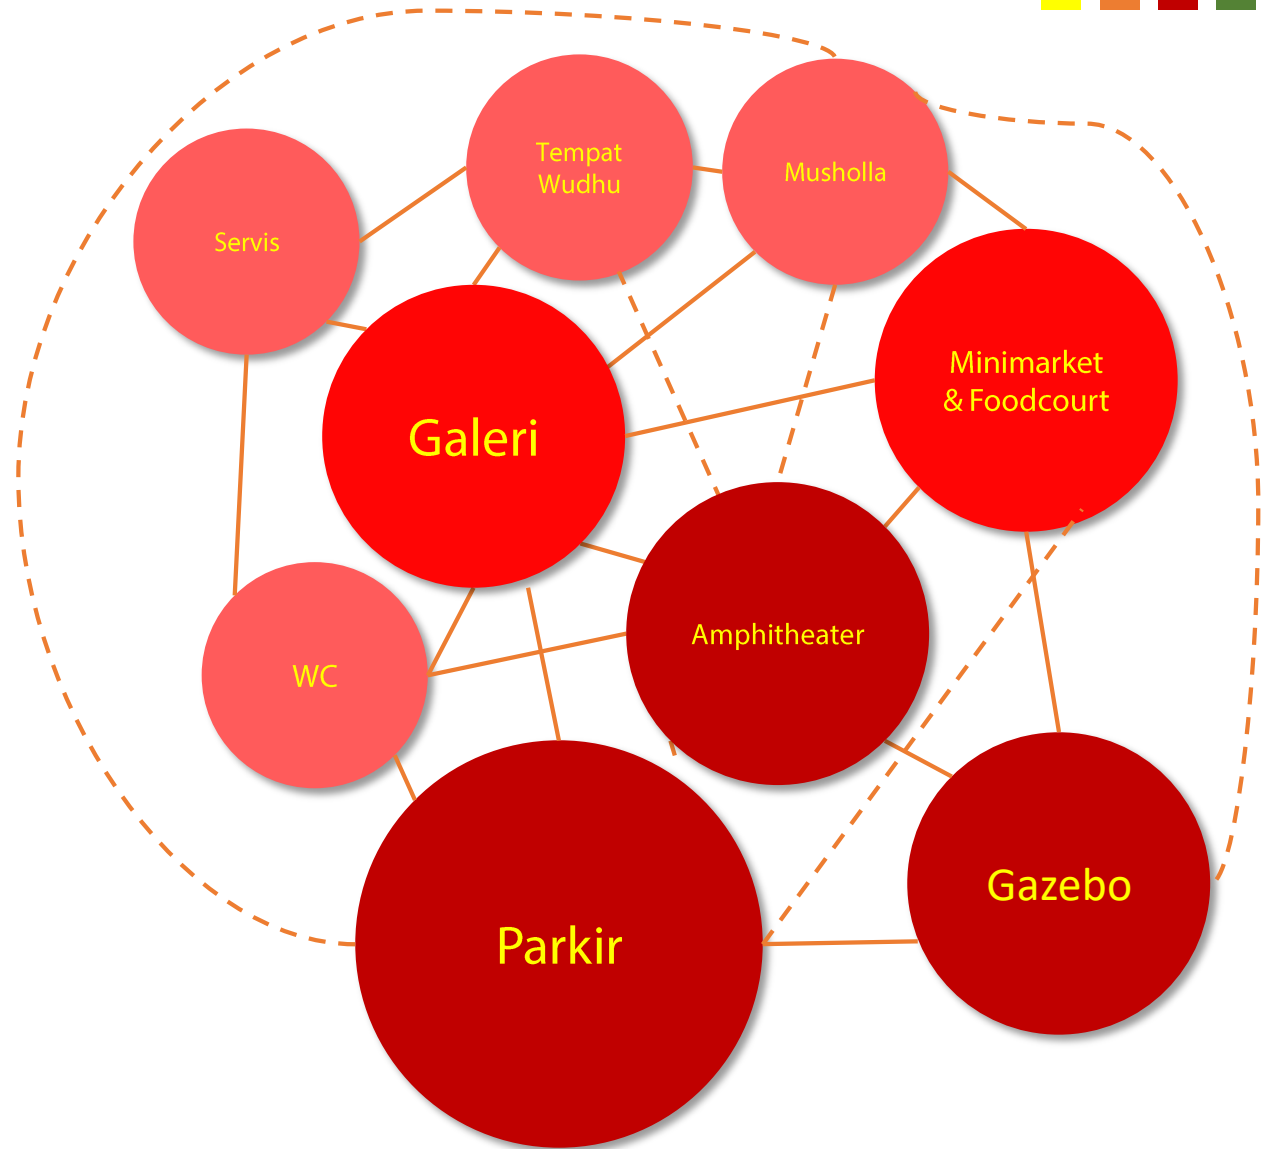 Tempat
Wudhu
Musholla
Servis
Minimarket
& Foodcourt
Galeri
Amphitheater
WC
Gazebo
Parkir